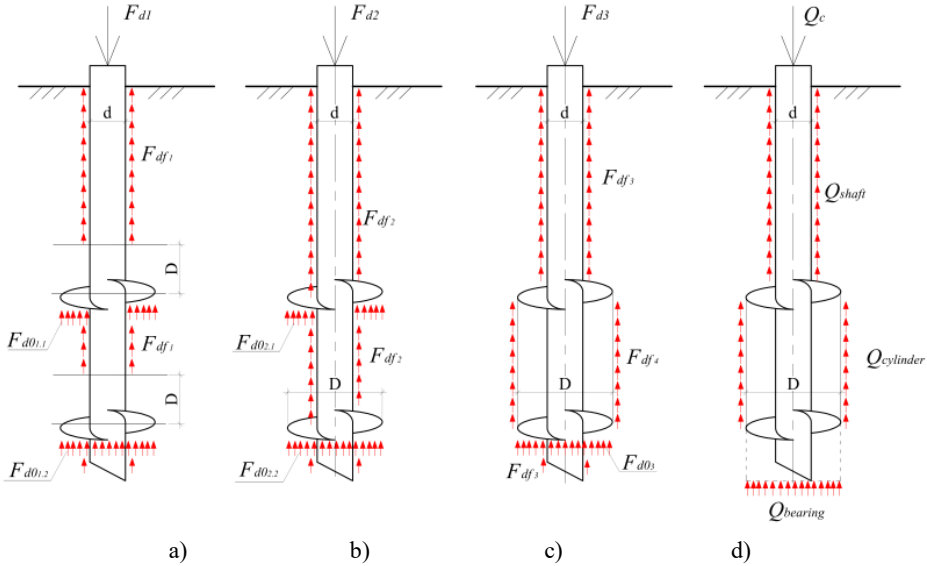 Fd1 Fd2 Fd3 Qc
d d d d
Fdf1 Fdf2 Fdf3 Qshaft
D
Fd01.1 Fdf1 Fd02.1 Fdf2 Fdf4 Qcylinder
D D D D
Fd01.2 Fd02.2 Fdf3 Fd03
Qbearing
a) b) c) d)